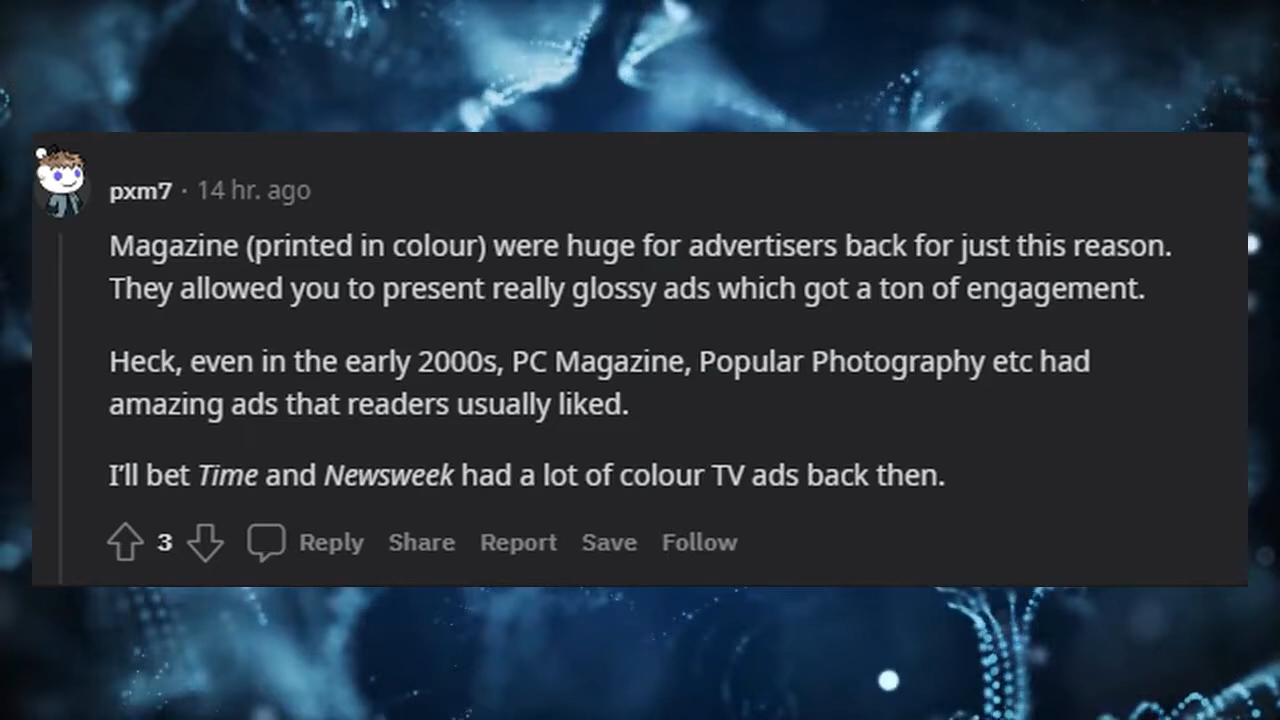 pxm7 · 14 hr. ago
Magazine (printed in colour) were huge for advertisers back for just this reason.
They allowed you to present really glossy ads which got a ton of engagement.
Heck, even in the early 2000s, PC Magazine, Popular Photography etc had
amazing ads that readers usually liked.
I’ll bet Time and Newsweek had a lot of colour TV ads back then.
3 Reply Share Report Save Follow